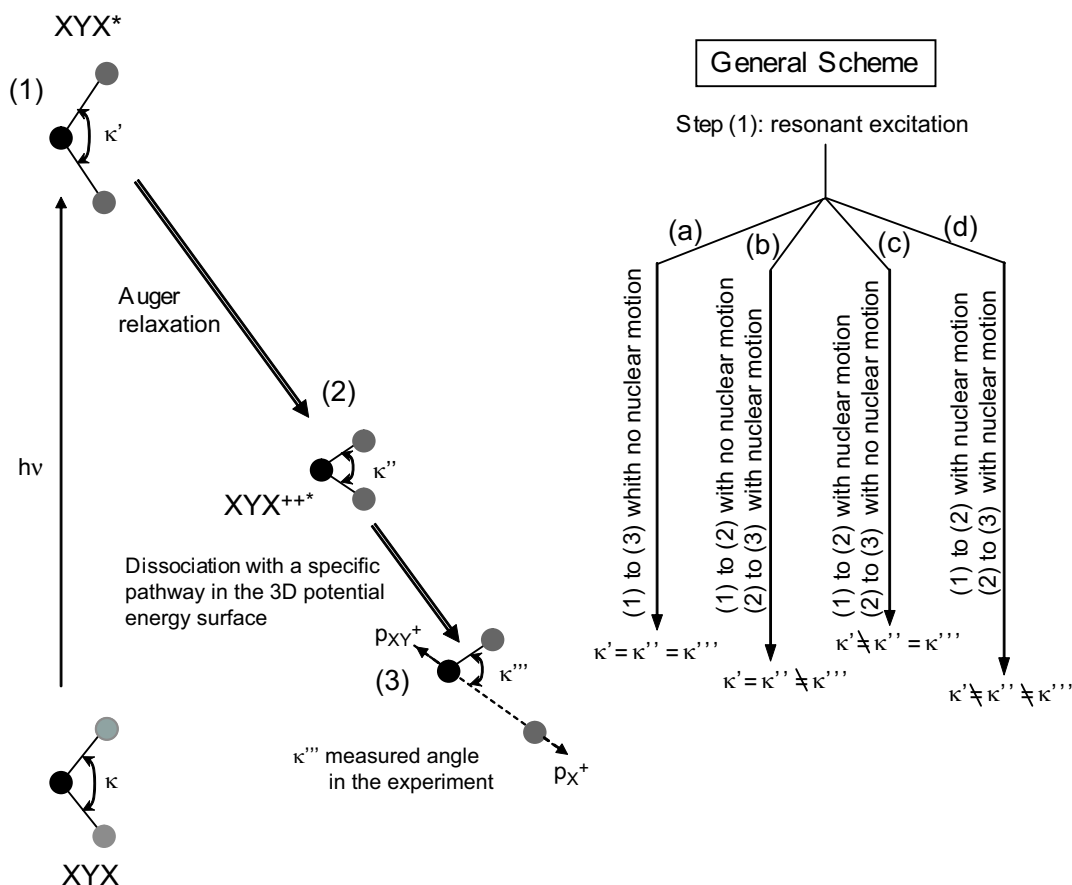 XYX*
(1)
κ'
Auger
relaxation
(2)
κ''
XYX++*
hν
Dissociation with a specific
pathway in the 3D potential
energy surface
pXY+
κ'''
(3)
κ''' measured angle
in the experiment
pX+
κ
XYX
General Scheme
Step (1): resonant excitation
(a)
(b)
(c)
(d)
(1) to (3) whith no nuclear motion
(1) to (2) with no nuclear motion
(2) to (3) with nuclear motion
(1) to (2) with nuclear motion
(2) to (3) with no nuclear motion
(1) to (2) with nuclear motion
(2) to (3) with nuclear motion
κ' = κ'' = κ'''
κ' = κ'' ≠ κ'''
κ' ≠ κ'' = κ'''
κ' ≠ κ'' ≠ κ'''